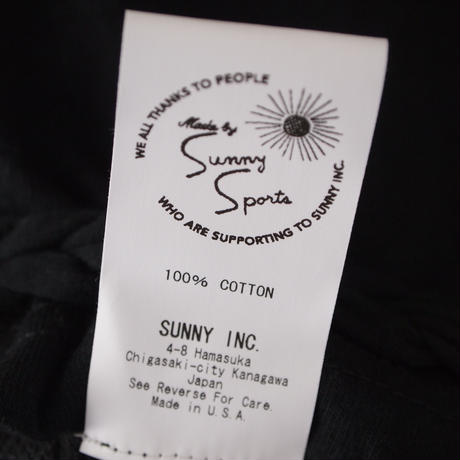 WE ALL THANKS TO PEOPLE
Made by
Sunny
Sports
WHO ARE SUPPORTING TO SUNNY INC.
100% COTTON
SUNNY INC.
4-8 Hamasuka
Chigasaki-city Kanagawa
Japan
See Reverse For Care.
Made in U.S.A.